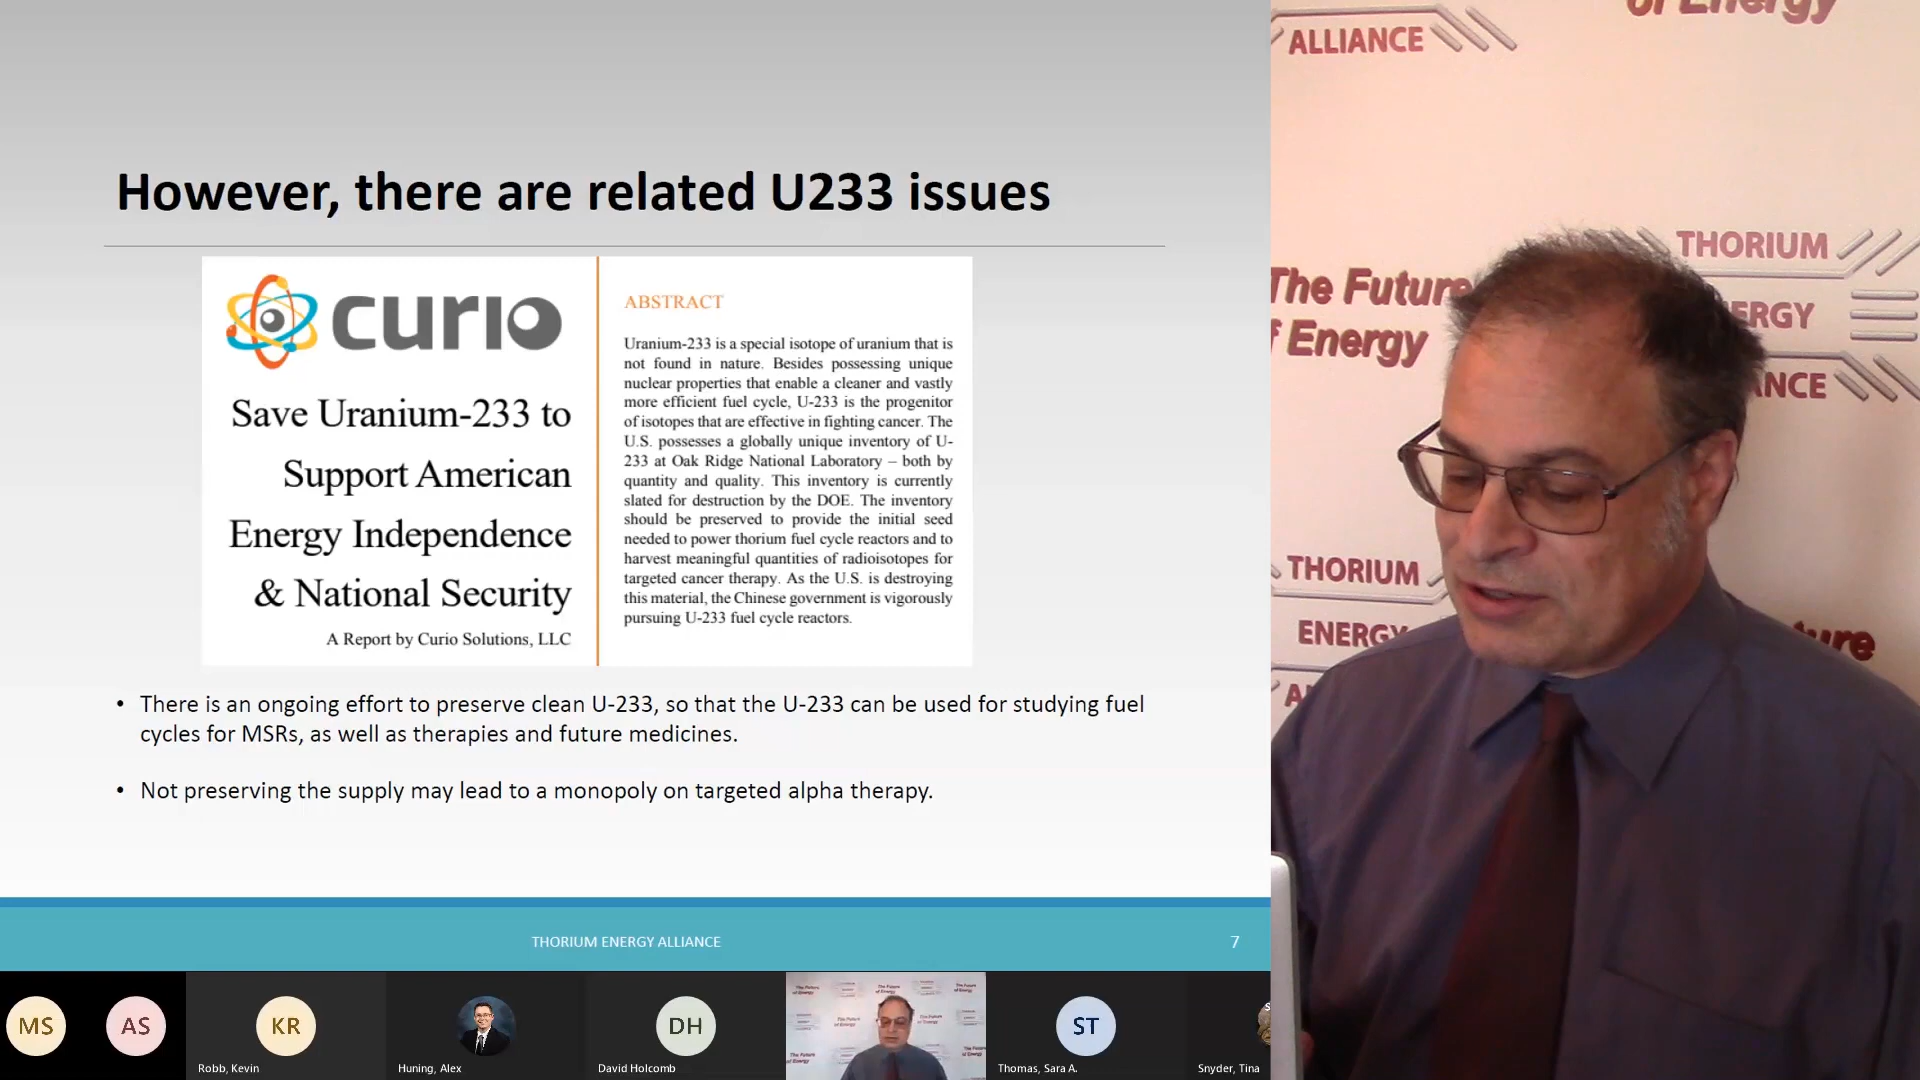 However, there are related U233 issues
curio
Save Uranium-233 to
Support American
Energy Independence
& National Security
A Report by Curio Solutions, LLC
ABSTRACT
Uranium-233 is a special isotope of uranium that is
not found in nature. Besides possessing unique
nuclear properties that enable a cleaner and vastly
more efficient fuel cycle, U-233 is the progenitor
of isotopes that are effective in fighting cancer. The
U.S. possesses a globally unique inventory of U-
233 at Oak Ridge National Laboratory – both by
quantity and quality. This inventory is currently
slated for destruction by the DOE. The inventory
should be preserved to provide the initial seed
needed to power thorium fuel cycle reactors and to
harvest meaningful quantities of radioisotopes for
targeted cancer therapy. As the U.S. is destroying
this material, the Chinese government is vigorously
pursuing U-233 fuel cycle reactors.
• There is an ongoing effort to preserve clean U-233, so that the U-233 can be used for studying fuel
cycles for MSRs, as well as therapies and future medicines.
• Not preserving the supply may lead to a monopoly on targeted alpha therapy.
THORIUM ENERGY ALLIANCE
7
of Energy
ALLIANCE
THORIUM
The Future
ERGY
f Energy
NCE
THORIUM
ENERGY
ure
A
MS
AS
KR
Robb, Kevin
Huning, Alex
DH
David Holcomb
ST
Thomas, Sara A.
S
Snyder, Tina